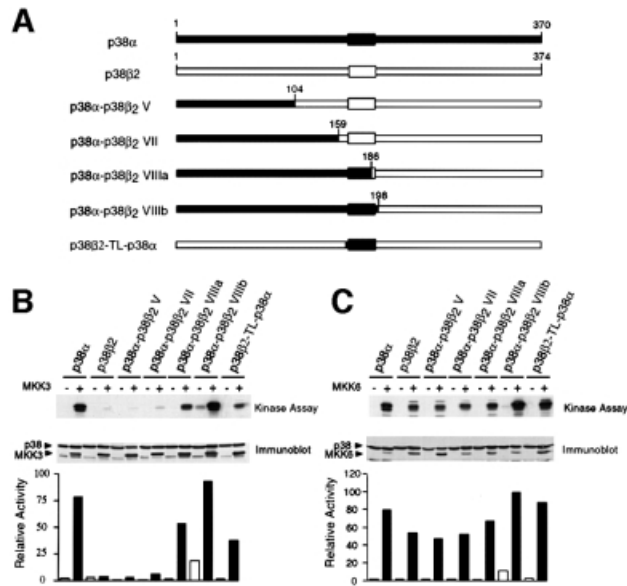 A
1 370
p38α
1 374
p38β2
104
p38α-p38β2 V
159
p38α-p38β2 VII
186
p38α-p38β2 VIIIa
198
p38α-p38β2 VIIIb
p38β2-TL-p38α
B
p38α
p38β2
p38α-p38β2 V
p38α-p38β2 VII
p38α-p38β2 VIIIa
p38α-p38β2 VIIIb
p38β2-TL-p38α
MKK3 - + - + - + - + - + - + - +
Kinase Assay
p38
MKK3
Immunoblot
Relative Activity
100
75
50
25
0
C
p38α
p38β2
p38α-p38β2 V
p38α-p38β2 VII
p38α-p38β2 VIIIa
p38α-p38β2 VIIIb
p38β2-TL-p38α
MKK6 - + - + - + - + - + - + - +
Kinase Assay
p38
MKK6
Immunoblot
Relative Activity
120
100
80
60
40
20
0